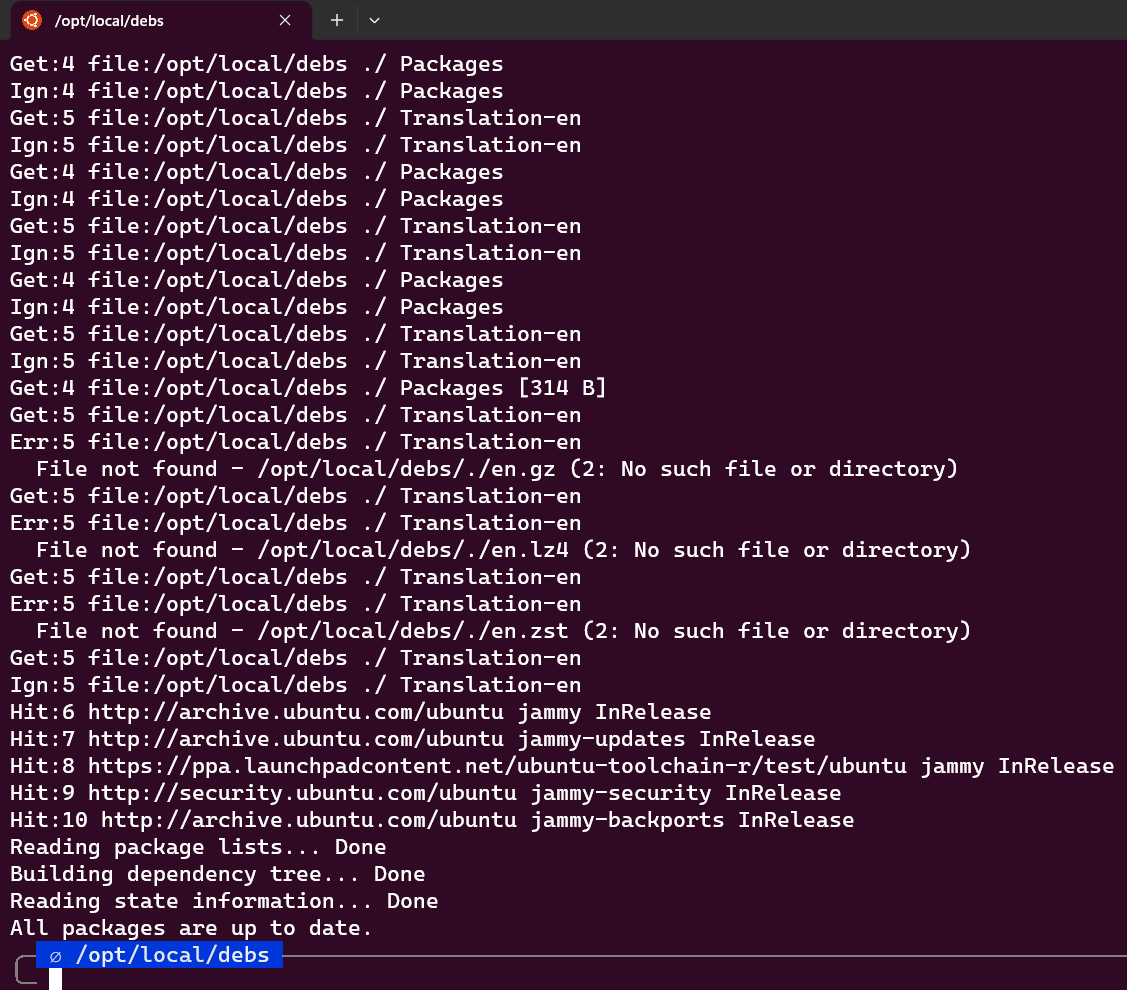 /opt/local/debs
Get:4 file:/opt/local/debs ./ Packages
Ign:4 file:/opt/local/debs ./ Packages
Get:5 file:/opt/local/debs ./ Translation-en
Ign:5 file:/opt/local/debs ./ Translation-en
Get:4 file:/opt/local/debs ./ Packages
Ign:4 file:/opt/local/debs ./ Packages
Get:5 file:/opt/local/debs ./ Translation-en
Ign:5 file:/opt/local/debs ./ Translation-en
Get:4 file:/opt/local/debs ./ Packages
Ign:4 file:/opt/local/debs ./ Packages
Get:5 file:/opt/local/debs ./ Translation-en
Ign:5 file:/opt/local/debs ./ Translation-en
Get:4 file:/opt/local/debs ./ Packages [314 B]
Get:5 file:/opt/local/debs ./ Translation-en
Err:5 file:/opt/local/debs ./ Translation-en
  File not found - /opt/local/debs/./en.gz (2: No such file or directory)
Get:5 file:/opt/local/debs ./ Translation-en
Err:5 file:/opt/local/debs ./ Translation-en
  File not found - /opt/local/debs/./en.lz4 (2: No such file or directory)
Get:5 file:/opt/local/debs ./ Translation-en
Err:5 file:/opt/local/debs ./ Translation-en
  File not found - /opt/local/debs/./en.zst (2: No such file or directory)
Get:5 file:/opt/local/debs ./ Translation-en
Ign:5 file:/opt/local/debs ./ Translation-en
Hit:6 http://archive.ubuntu.com/ubuntu jammy InRelease
Hit:7 http://archive.ubuntu.com/ubuntu jammy-updates InRelease
Hit:8 https://ppa.launchpadcontent.net/ubuntu-toolchain-r/test/ubuntu jammy InRelease
Hit:9 http://security.ubuntu.com/ubuntu jammy-security InRelease
Hit:10 http://archive.ubuntu.com/ubuntu jammy-backports InRelease
Reading package lists... Done
Building dependency tree... Done
Reading state information... Done
All packages are up to date.
∅ /opt/local/debs